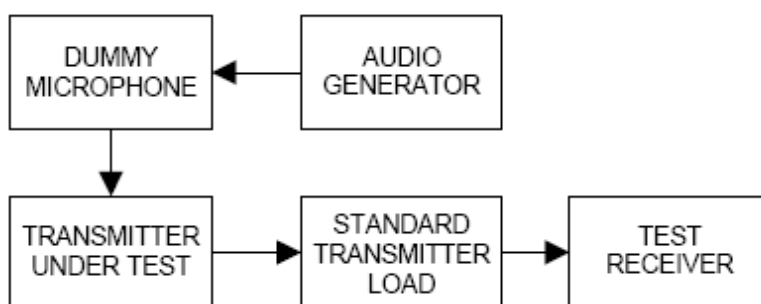 DUMMY
MICROPHONE
AUDIO
GENERATOR
TRANSMITTER
UNDER TEST
STANDARD
TRANSMITTER
LOAD
TEST
RECEIVER